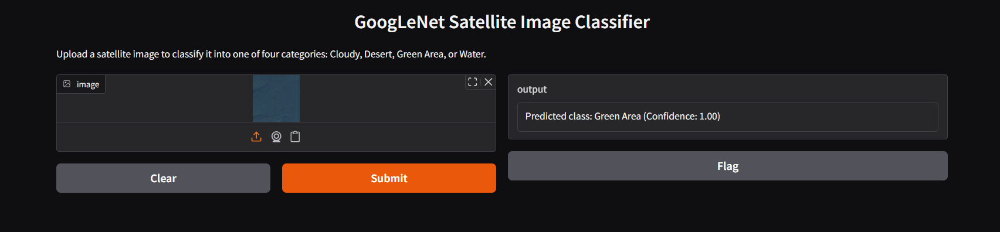 GoogLeNet Satellite Image Classifier
Upload a satellite image to classify it into one of four categories: Cloudy, Desert, Green Area, or Water.
image
output
Predicted class: Green Area (Confidence: 1.00)
Clear
Submit
Flag